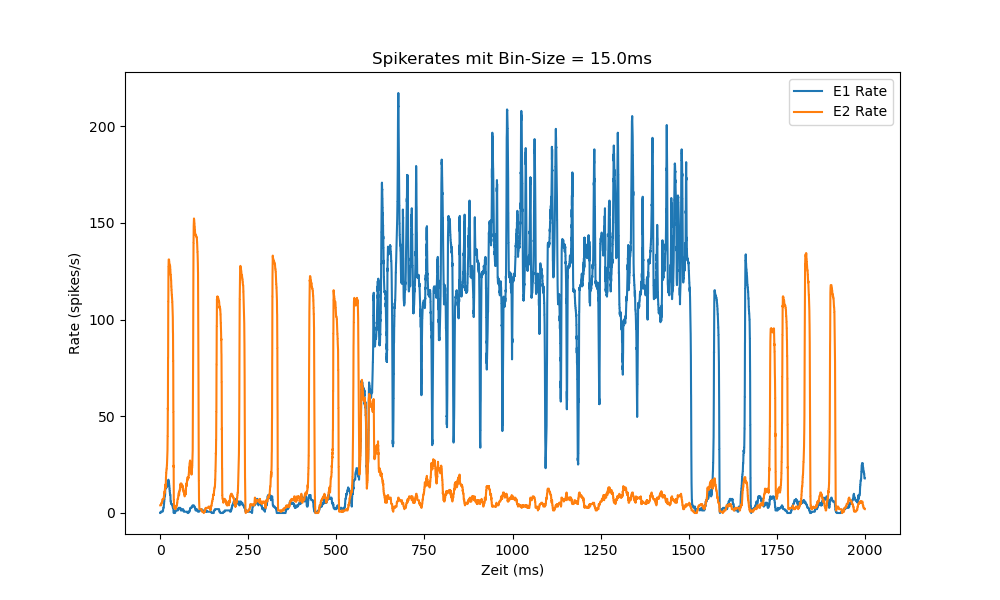 Spikerates mit Bin-Size = 15.0ms
E1 Rate
E2 Rate
Rate (spikes/s)
200
150
100
50
0
0 250 500 750 1000 1250 1500 1750 2000
Zeit (ms)